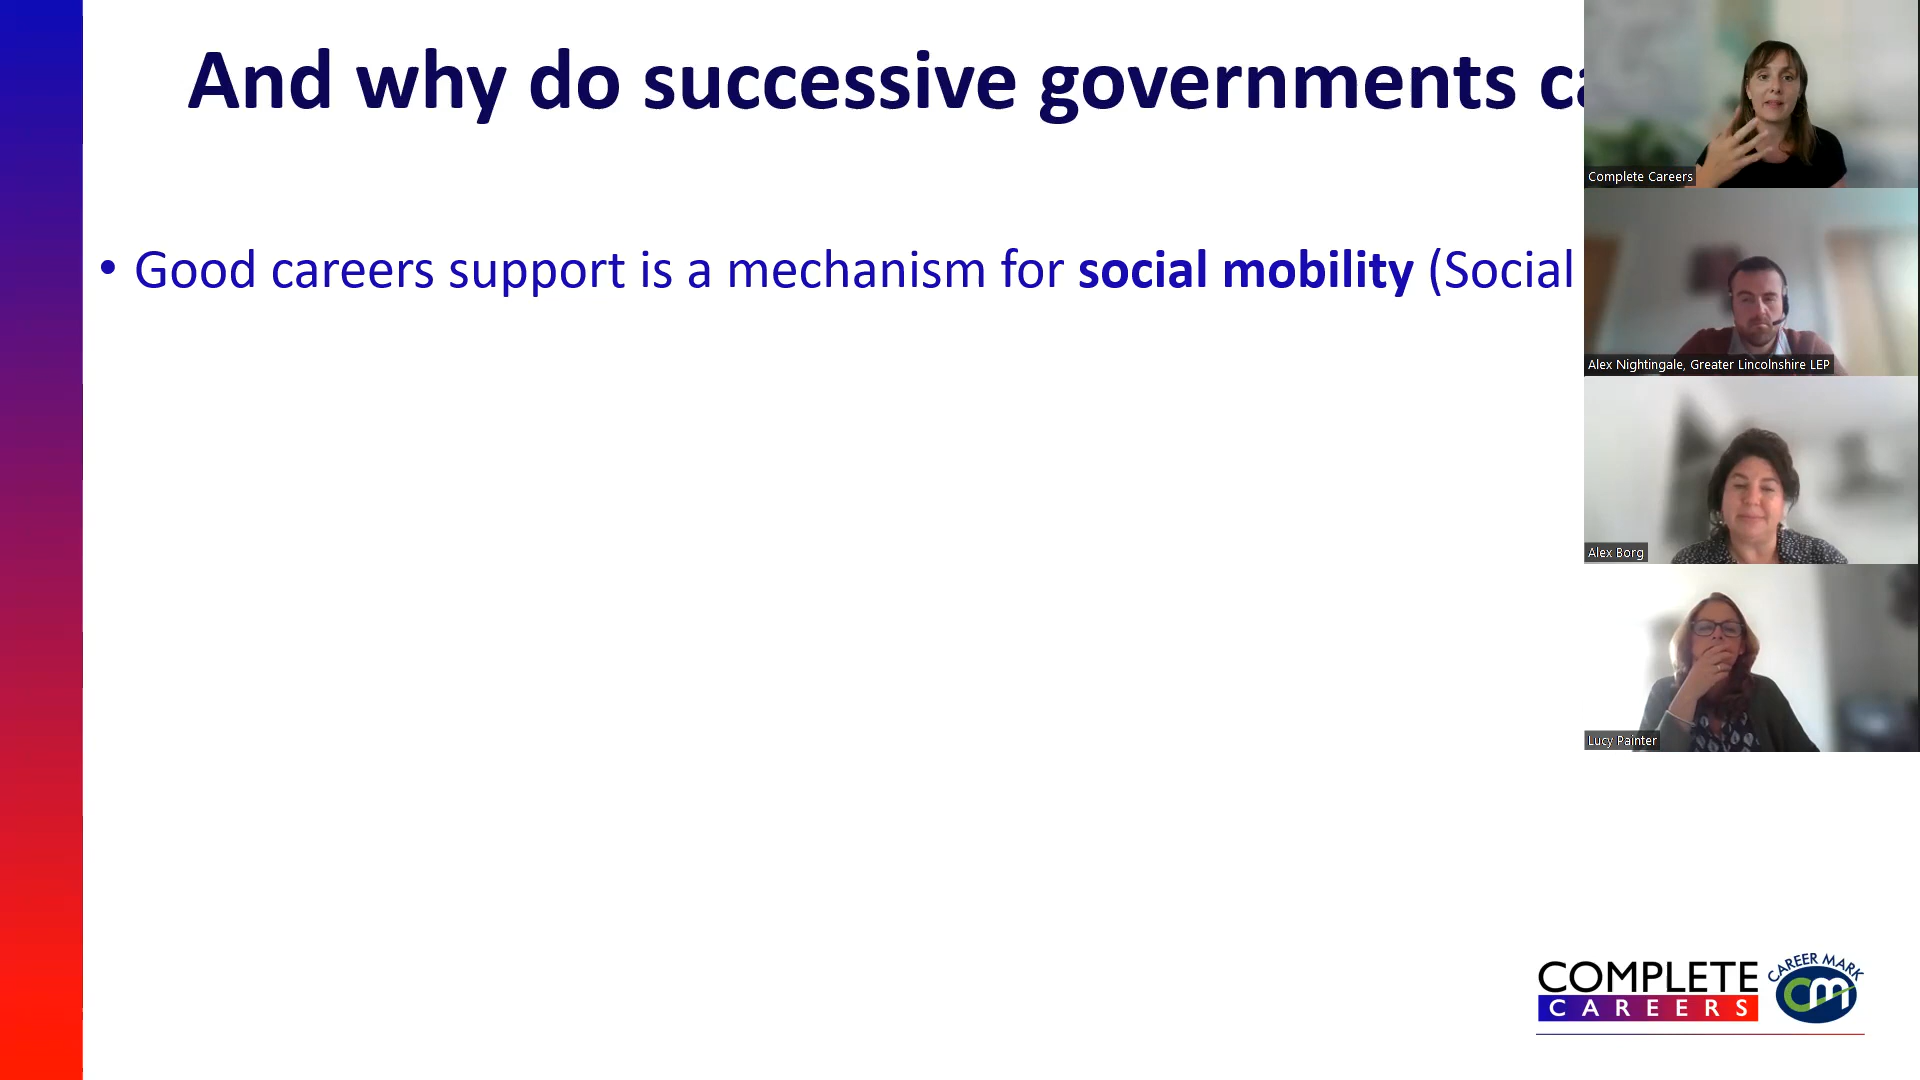 And why do successive governments ca
• Good careers support is a mechanism for social mobility (Social
Complete Careers
Alex Nightingale, Greater Lincolnshire LEP
Alex Borg
Lucy Painter
COMPLETE
CAREERS
CAREER MARK
cm